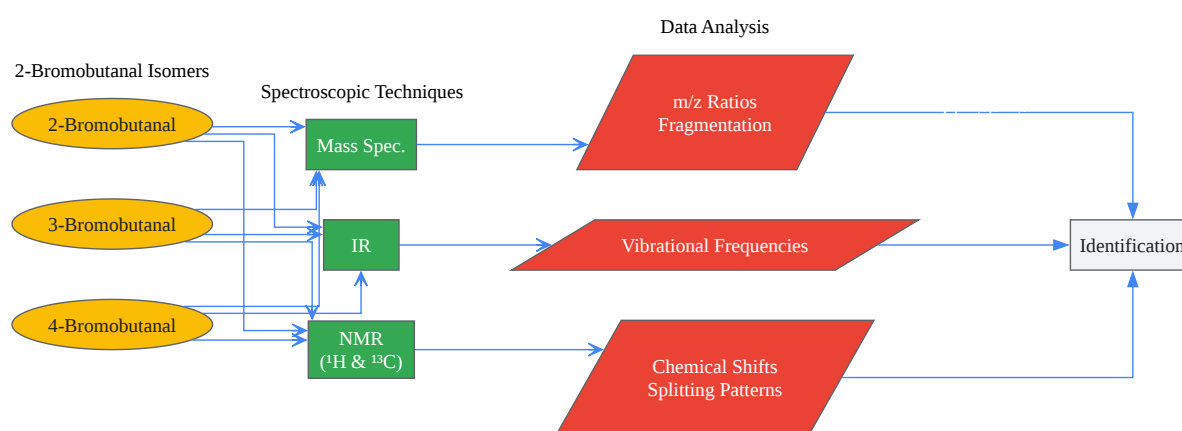 Data Analysis
2-Bromobutanal Isomers
Spectroscopic Techniques
2-Bromobutanal
3-Bromobutanal
4-Bromobutanal
Mass Spec.
IR
NMR
(¹H & ¹³C)
m/z Ratios
Fragmentation
Vibrational Frequencies
Chemical Shifts
Splitting Patterns
Identification